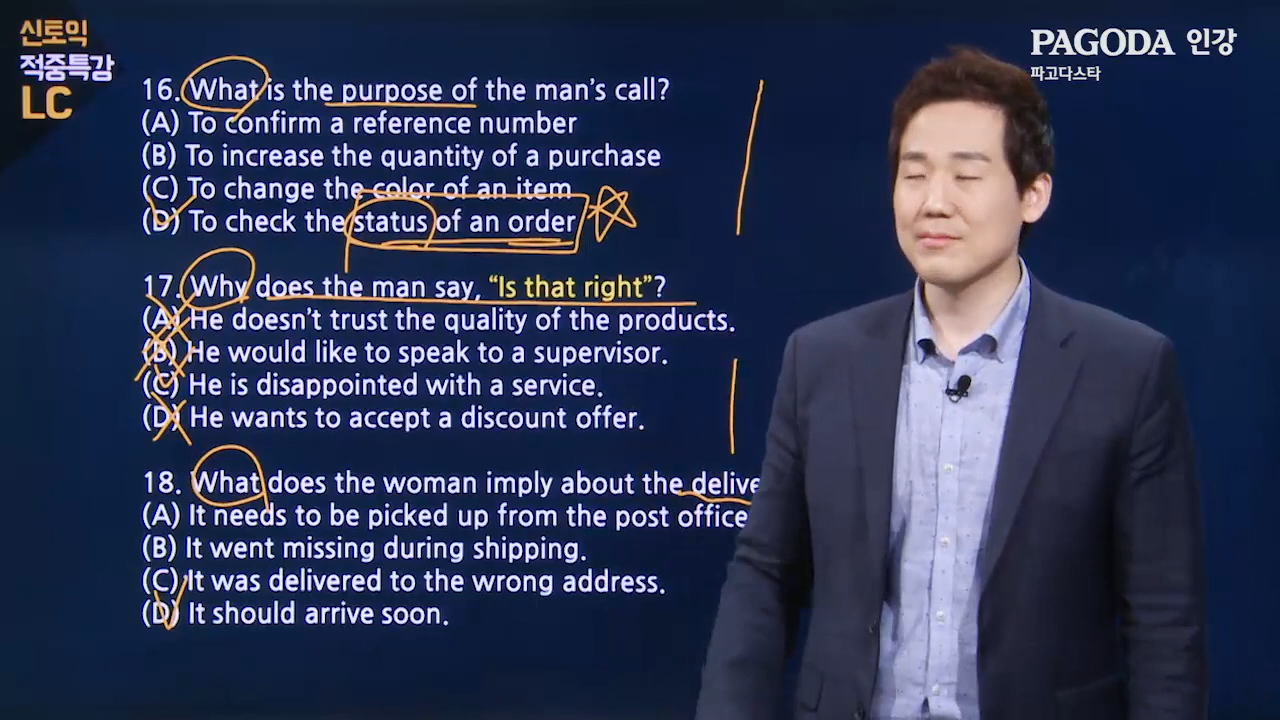 신토익
적중특강
LC
PAGODA 인강
파고다스타
16. What is the purpose of the man's call?
(A) To confirm a reference number
(B) To increase the quantity of a purchase
(C) To change the color of an item
(D) To check the status of an order
17. Why does the man say, “Is that right”?
(A) He doesn't trust the quality of the products.
(B) He would like to speak to a supervisor.
(C) He is disappointed with a service.
(D) He wants to accept a discount offer.
18. What does the woman imply about the
(A) It needs to be picked up from the post office
(B) It went missing during shipping.
(C) It was delivered to the wrong address.
(D) It should arrive soon.